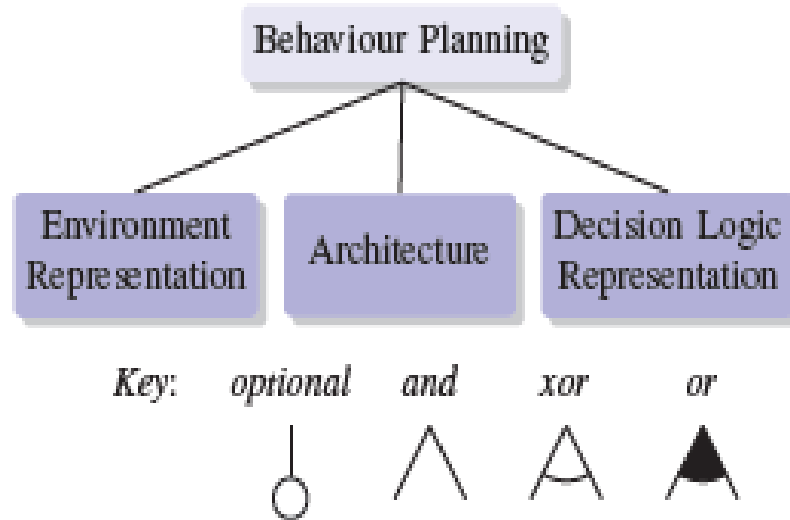 Behaviour Planning
Environment
Representation
Architecture
Decision Logic
Representation
Key: optional and xor or